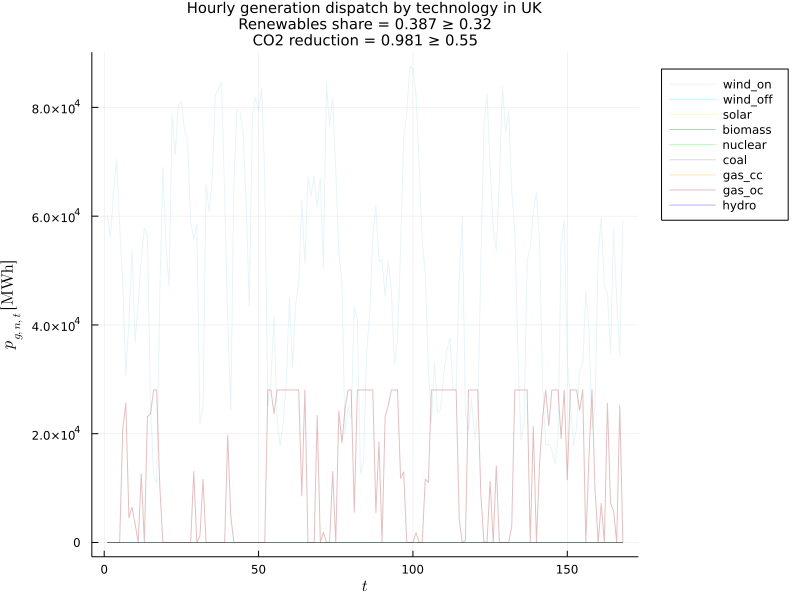 Hourly generation dispatch by technology in UK
Renewables share = 0.387 ≥ 0.32
CO2 reduction = 0.981 ≥ 0.55
wind_on
wind_off
solar
biomass
nuclear
coal
gas_cc
gas_oc
hydro
8.0×10⁴
6.0×10⁴
4.0×10⁴
2.0×10⁴
0
p g, n, t [MWh]
0 50 100 150
t